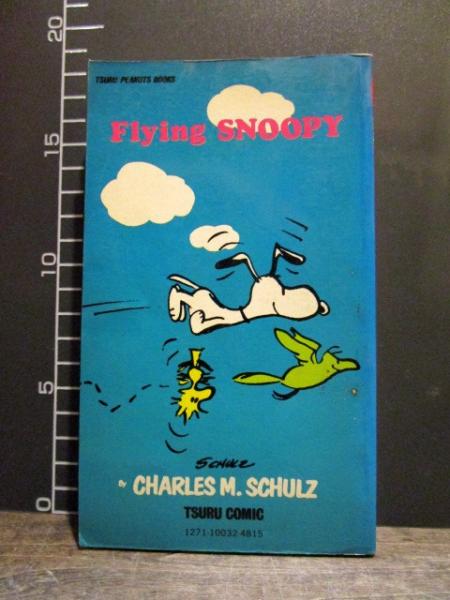 20
15
10
5
0
TSURU PEANUTS BOOKS
Flying SNOOPY
SCHULZ
By CHARLES M. SCHULZ
TSURU COMIC
1271-10032-4815